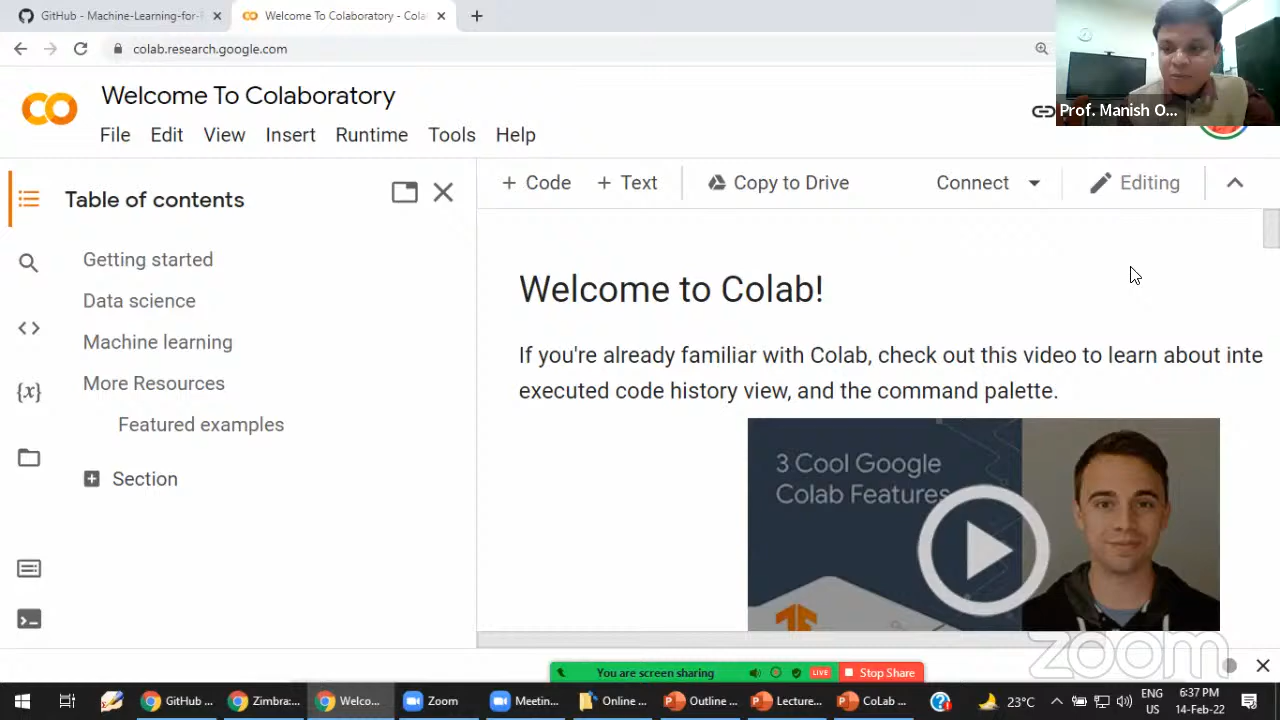 GitHub - Machine-Learning-for-
Welcome To Colaboratory - Cola
colab.research.google.com
Prof. Manish O...
Welcome To Colaboratory
File Edit View Insert Runtime Tools Help
Table of contents
+ Code + Text Copy to Drive Connect Editing
Getting started
Data science
Machine learning
More Resources
Featured examples
Section
Welcome to Colab!
If you're already familiar with Colab, check out this video to learn about inte
executed code history view, and the command palette.
3 Cool Google
Colab Features
zoom
You are screen sharing LIVE Stop Share
GitHub ... Zimbra:... Welco... Zoom Meetin... Online ... Outline ... Lecture... CoLab ... 23°C ENG 6:37 PM
US 14-Feb-22